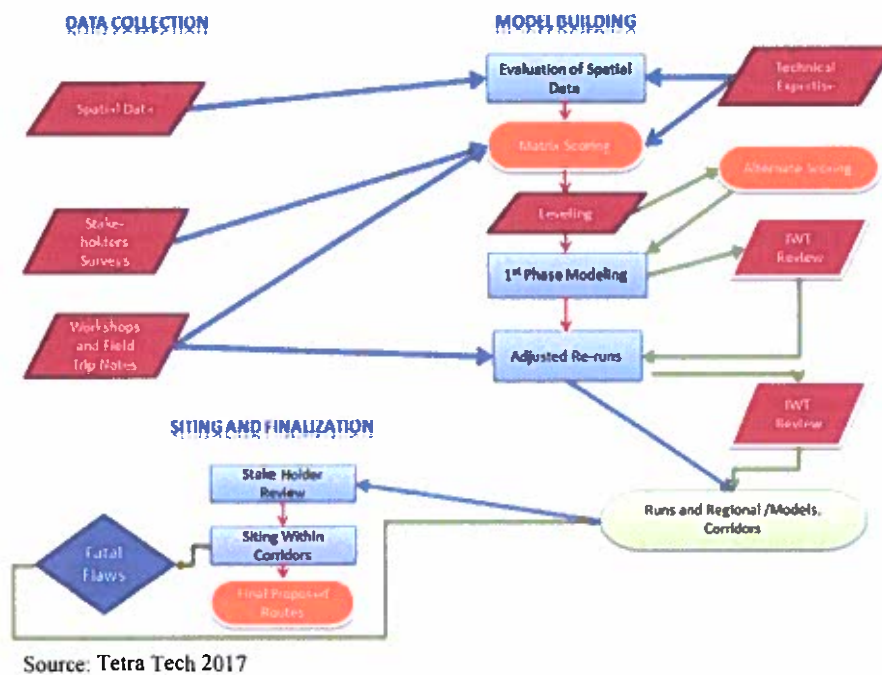 DATA COLLECTION
MODEL BUILDING
Evaluation of Spatial
Data
Technical
Expertise
Spatial Data
Matrix Scoring
Alternate Scoring
Leveling
Stake-
holders
Surveys
1st Phase Modeling
IWT
Review
Workshops
and Field
Trip Notes
Adjusted Re-runs
IWT
Review
SITING AND FINALIZATION
Stake Holder
Review
Runs and Regional /Models,
Corridors
Siting Within
Corridors
Fatal
Flaws
Final Proposed
Routes
Source: Tetra Tech 2017